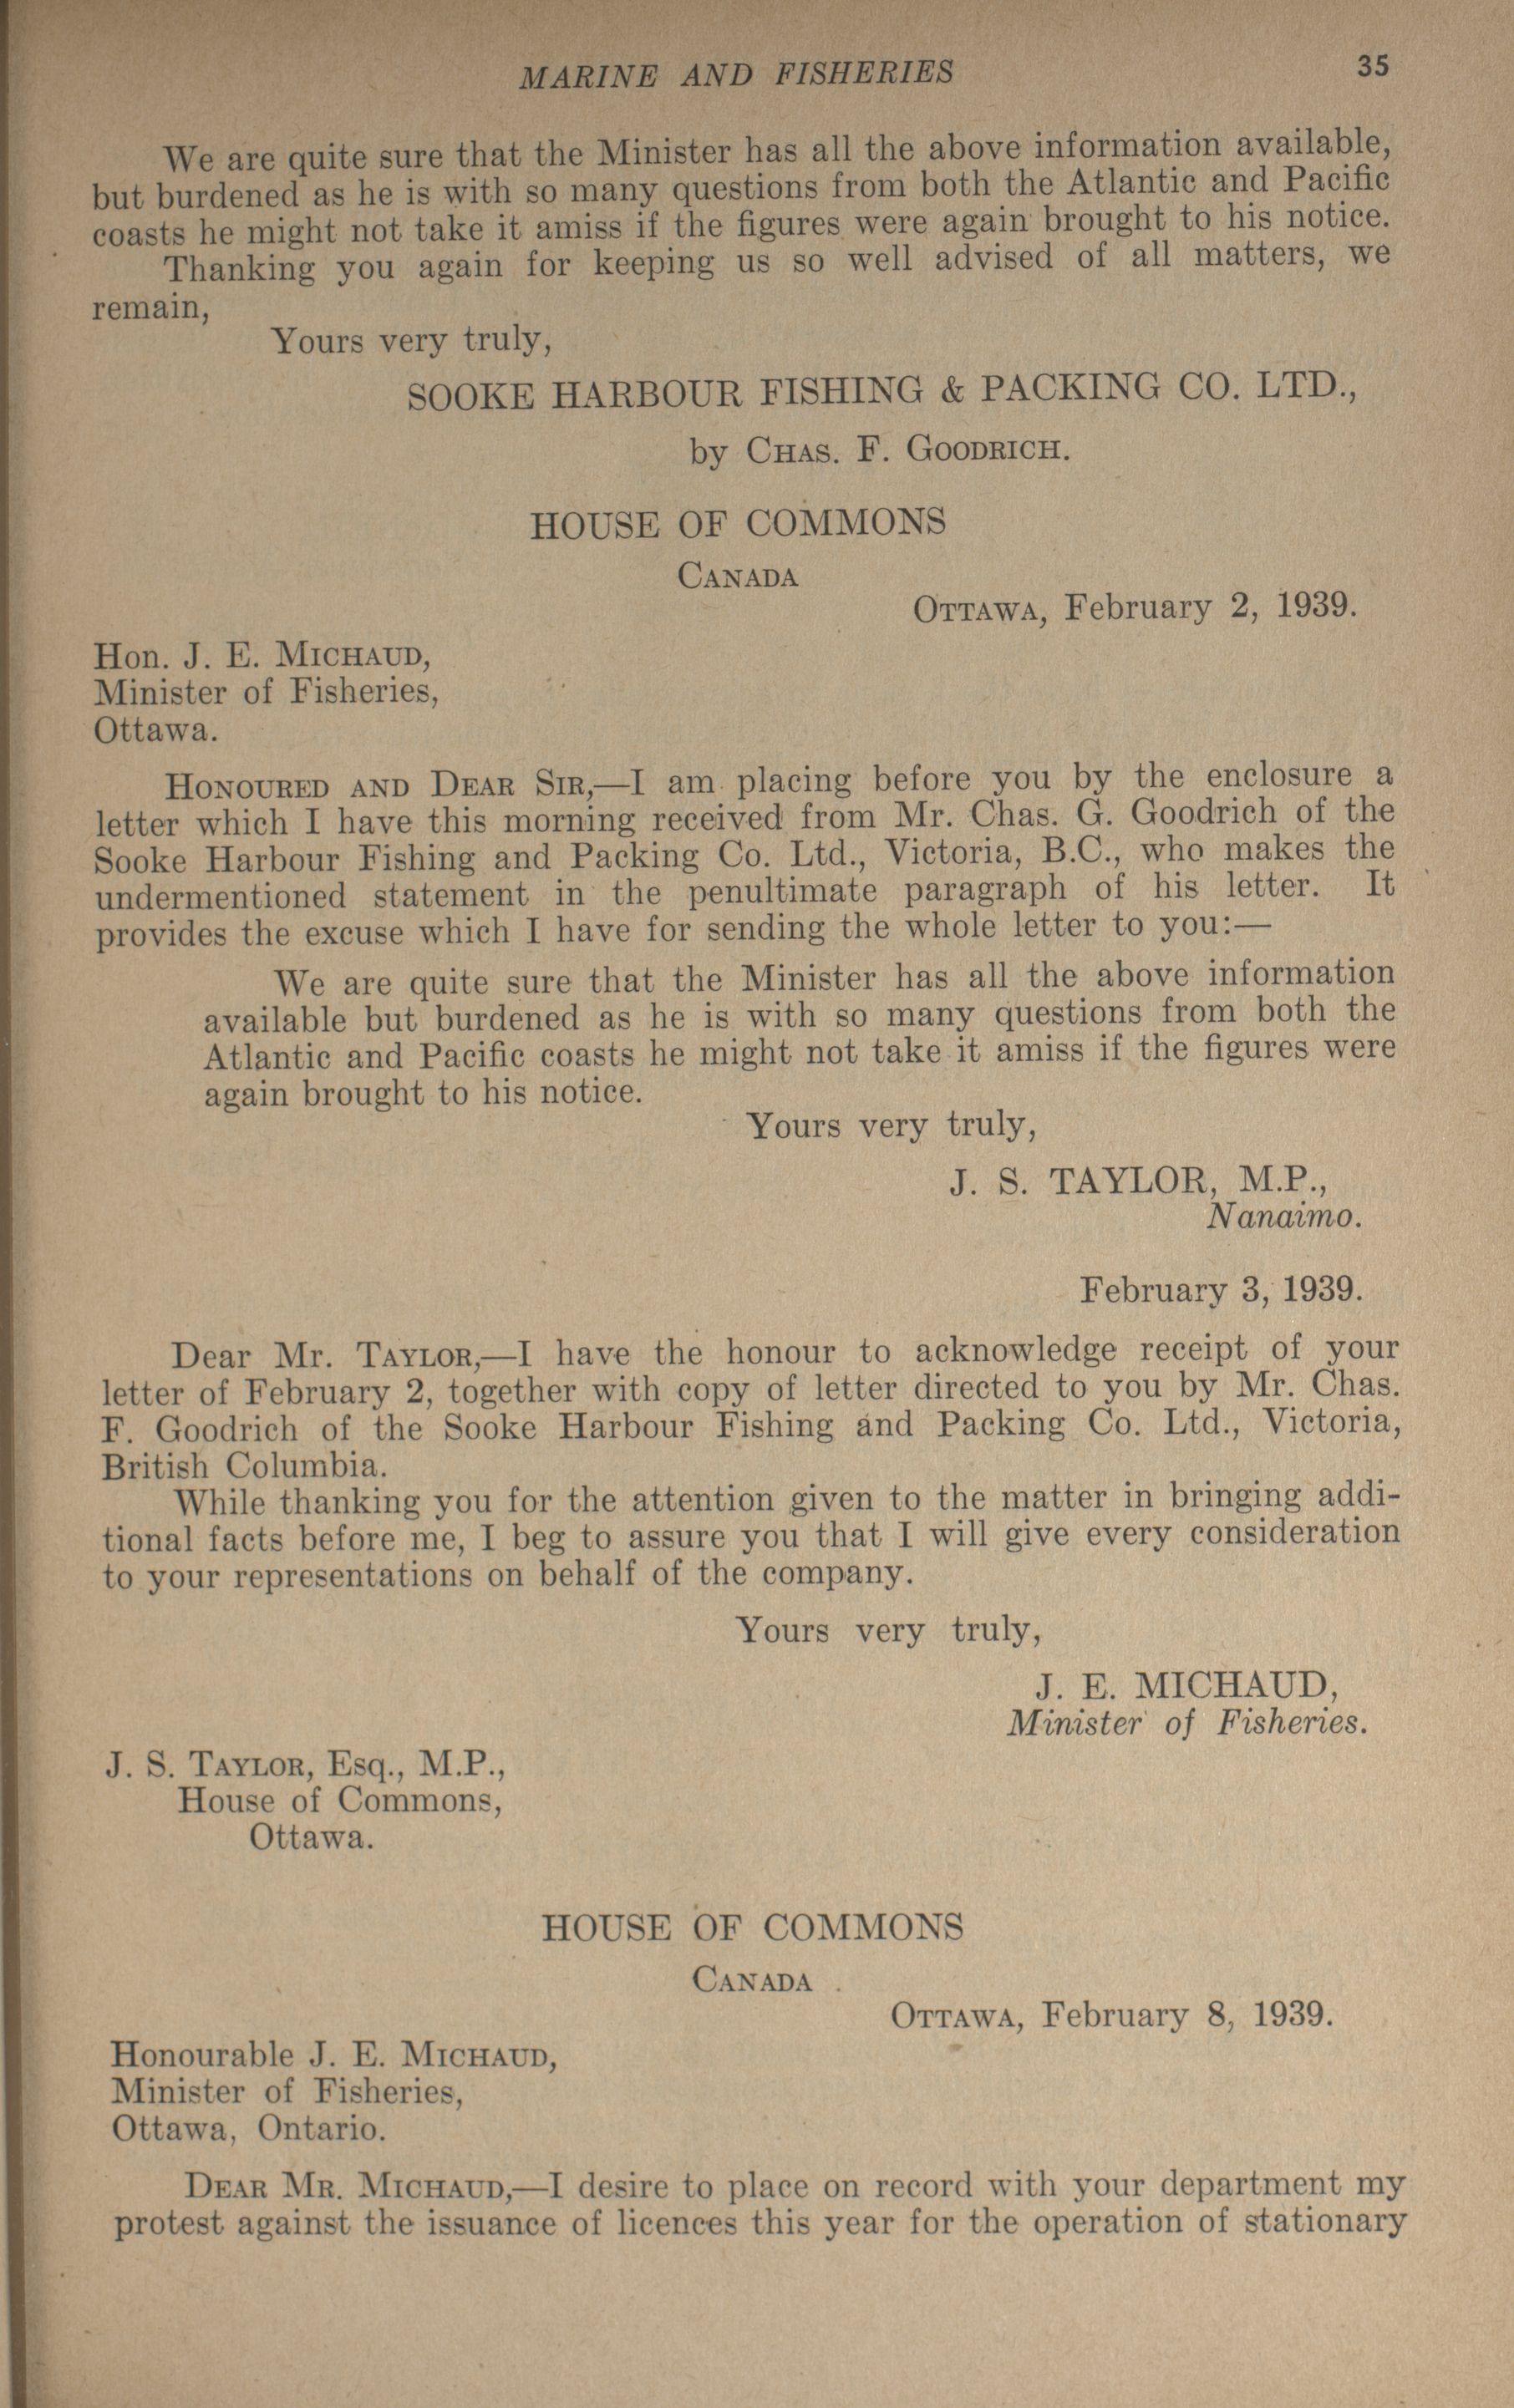 MARINE AND FISHERIES 35
We are quite sure that the Minister has all the above information available,
but burdened as he is with so many questions from both the Atlantic and Pacific
coasts he might not take it amiss if the figures were again brought to his notice.
Thanking you again for keeping us so well advised of all matters, we
remain,
Yours very truly,
SOOKE HARBOUR FISHING & PACKING CO. LTD.,
by CHAS. F. GOODRICH.
HOUSE OF COMMONS
CANADA
OTTAWA, February 2, 1939.
Hon. J. E. MICHAUD,
Minister of Fisheries,
Ottawa.
HONOURED AND DEAR SIR,—I am placing before you by the enclosure a
letter which I have this morning received from Mr. Chas. G. Goodrich of the
Sooke Harbour Fishing and Packing Co. Ltd., Victoria, B.C., who makes the
undermentioned statement in the penultimate paragraph of his letter. It
provides the excuse which I have for sending the whole letter to you:—
We are quite sure that the Minister has all the above information
available but burdened as he is with so many questions from both the
Atlantic and Pacific coasts he might not take it amiss if the figures were
again brought to his notice.
Yours very truly,
J. S. TAYLOR, M.P.,
Nanaimo.
February 3, 1939.
Dear Mr. TAYLOR,—I have the honour to acknowledge receipt of your
letter of February 2, together with copy of letter directed to you by Mr. Chas.
F. Goodrich of the Sooke Harbour Fishing and Packing Co. Ltd., Victoria,
British Columbia.
While thanking you for the attention given to the matter in bringing addi-
tional facts before me, I beg to assure you that I will give every consideration
to your representations on behalf of the company.
Yours very truly,
J. E. MICHAUD,
Minister of Fisheries.
J. S. TAYLOR, Esq., M.P.,
House of Commons,
Ottawa.
HOUSE OF COMMONS
CANADA
OTTAWA, February 8, 1939.
Honourable J. E. MICHAUD,
Minister of Fisheries,
Ottawa, Ontario.
DEAR MR. MICHAUD,—I desire to place on record with your department my
protest against the issuance of licences this year for the operation of stationary